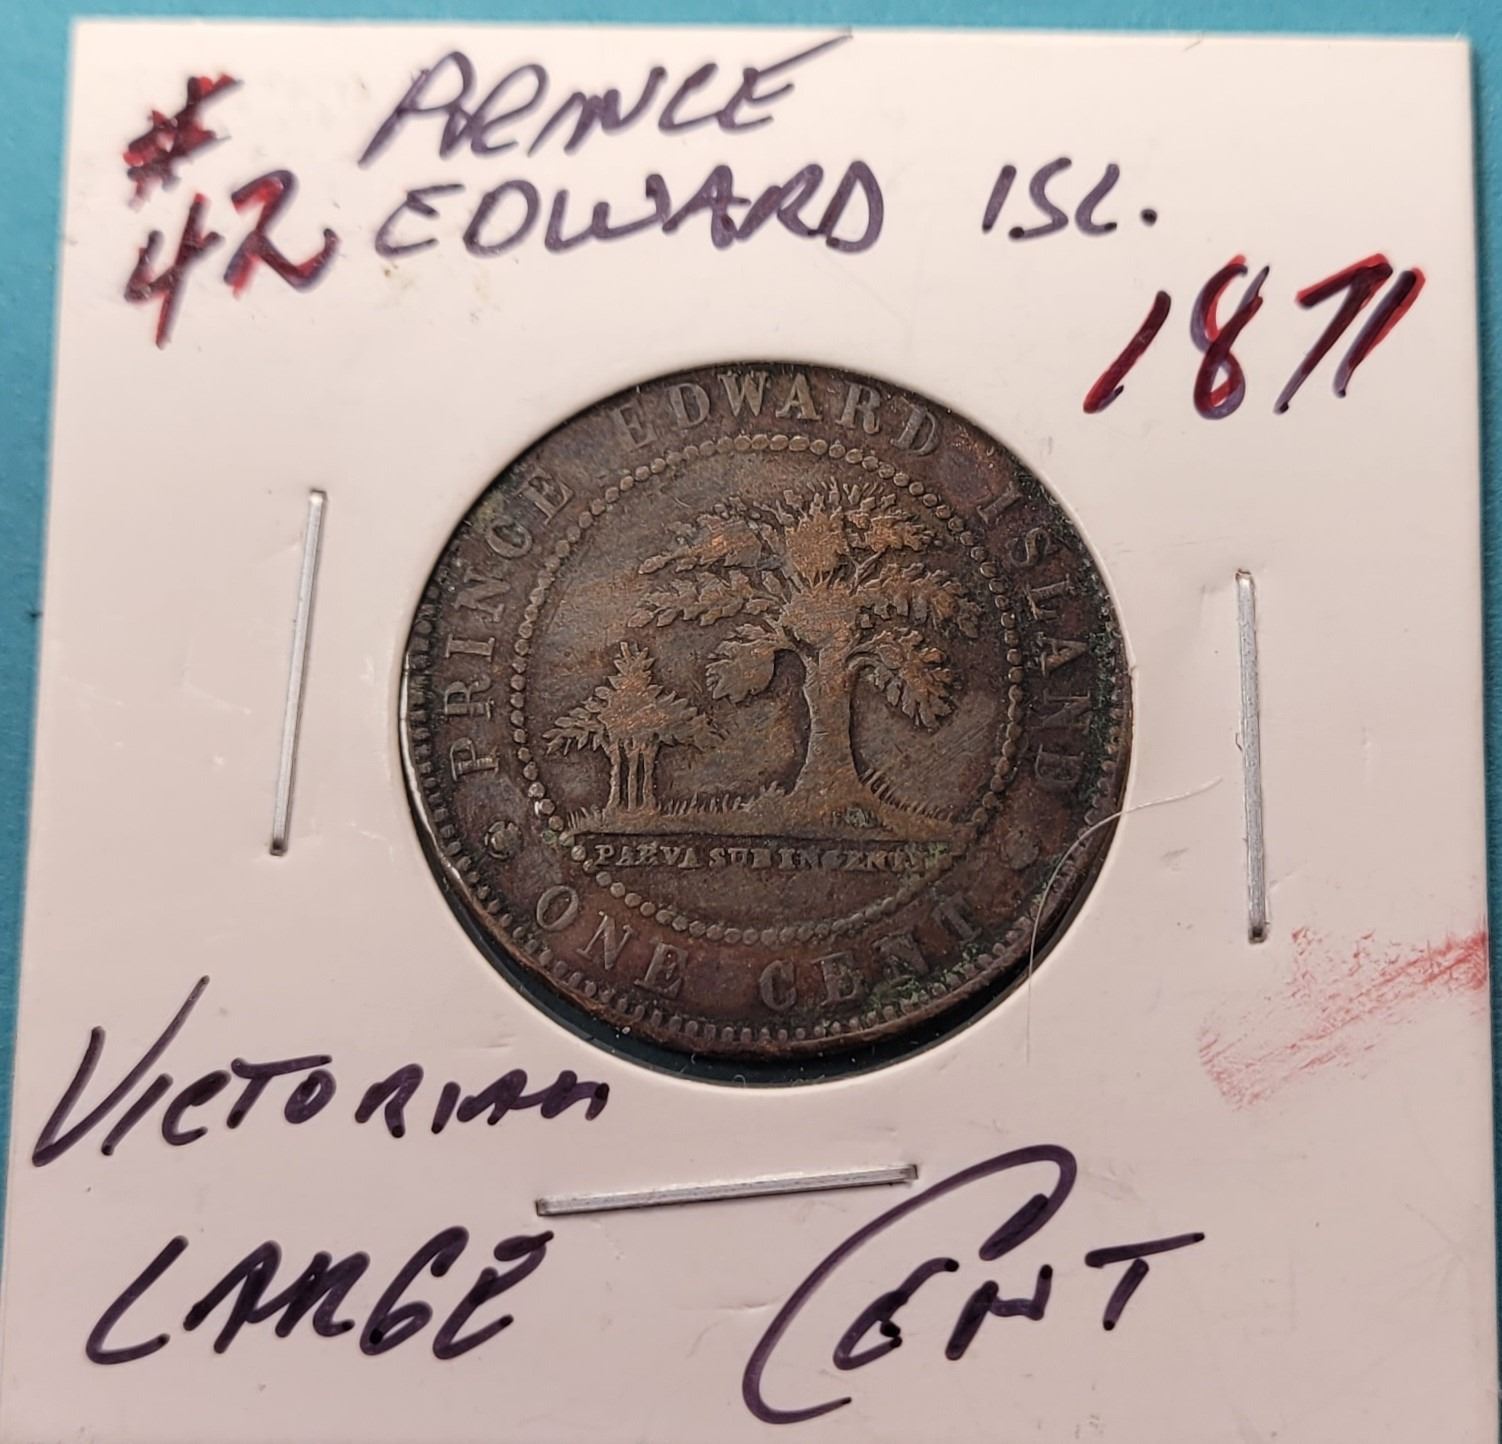 # PRINCE
42 EDWARD ISL.
1871
PRINCE EDWARD ISLAND
PARVA SUB INGENTI
ONE CENT
VICTORIAN
LARGE CENT